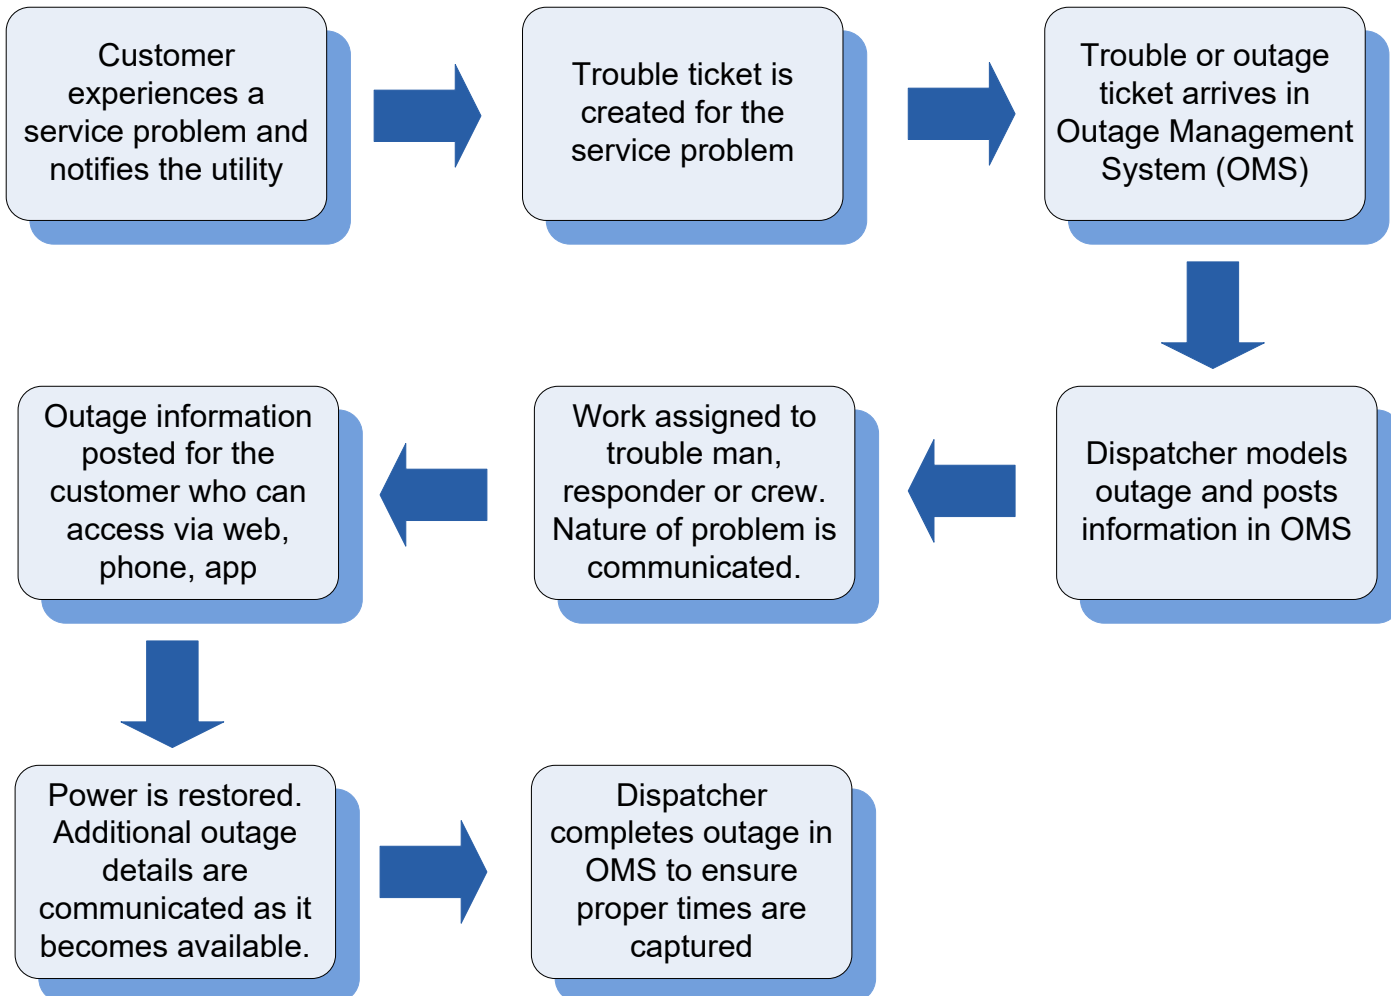 Customer
experiences a
service problem and
notifies the utility
Trouble ticket is
created for the
service problem
Trouble or outage
ticket arrives in
Outage Management
System (OMS)
Dispatcher models
outage and posts
information in OMS
Work assigned to
trouble man,
responder or crew.
Nature of problem is
communicated.
Outage information
posted for the
customer who can
access via web,
phone, app
Power is restored.
Additional outage
details are
communicated as it
becomes available.
Dispatcher
completes outage in
OMS to ensure
proper times are
captured